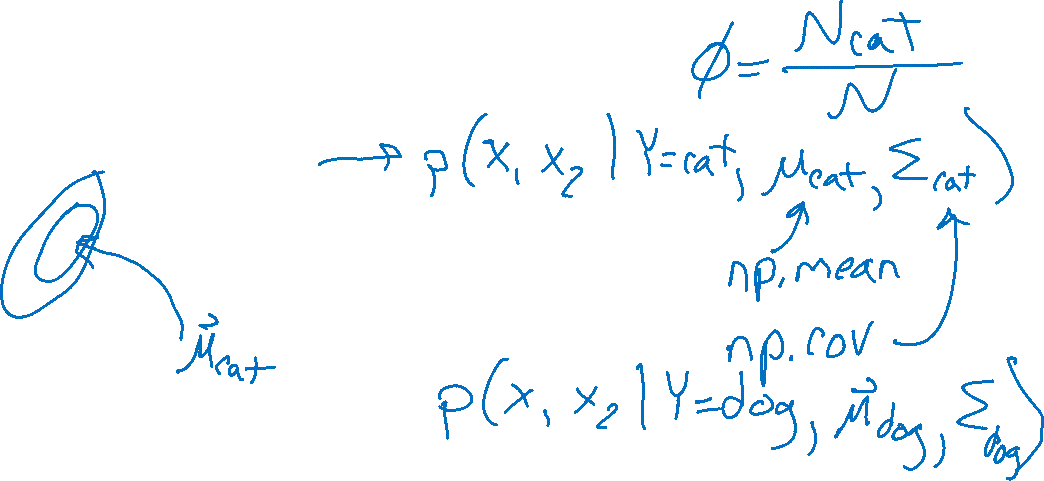 φ = N_cat / N
→ p(x₁ x₂ | Y=cat, μ_cat, Σ_cat)
np.mean
np.cov
μ⃗_cat
p(x₁ x₂ | Y=dog, μ⃗_dog, Σ_dog)